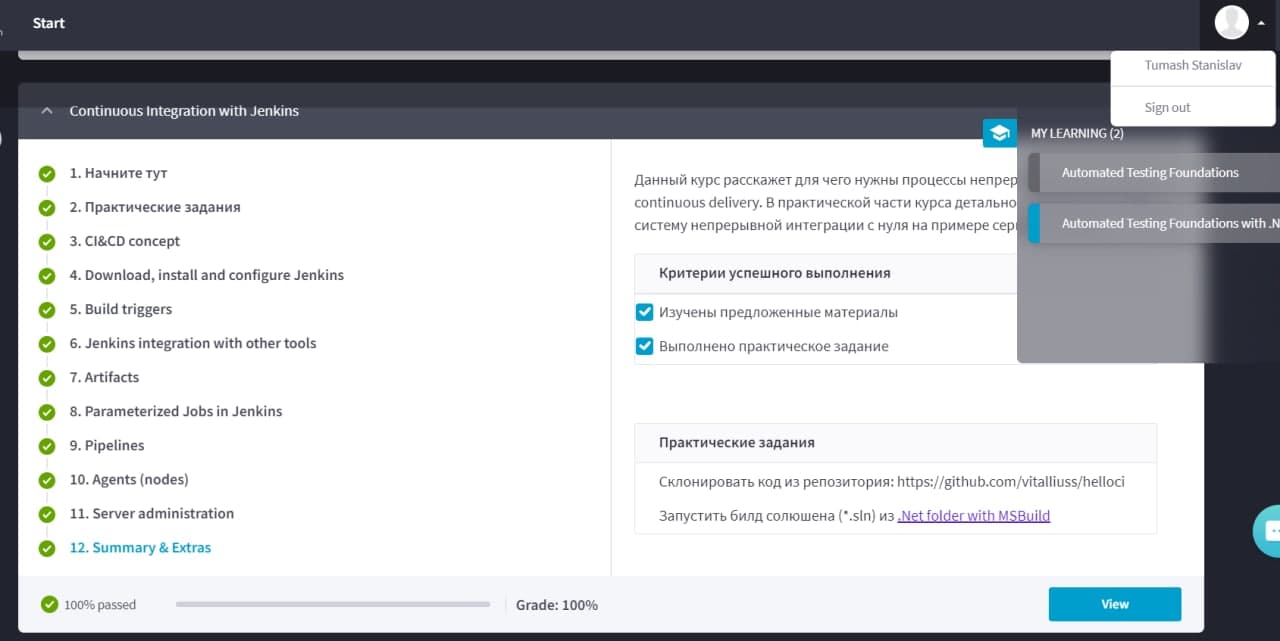 Start
Tumash Stanislav
Sign out
Continuous Integration with Jenkins
MY LEARNING (2)
Automated Testing Foundations
Automated Testing Foundations with .N
1. Начните тут
2. Практические задания
3. CI&CD concept
4. Download, install and configure Jenkins
5. Build triggers
6. Jenkins integration with other tools
7. Artifacts
8. Parameterized Jobs in Jenkins
9. Pipelines
10. Agents (nodes)
11. Server administration
12. Summary & Extras
Данный курс расскажет для чего нужны процессы непрер
continuous delivery. В практической части курса детально
систему непрерывной интеграции с нуля на примере сер
Критерии успешного выполнения
Изучены предложенные материалы
Выполнено практическое задание
Практические задания
Склонировать код из репозитория: https://github.com/vitalliuss/helloci
Запустить билд солюшена (*.sln) из .Net folder with MSBuild
100% passed
Grade: 100%
View